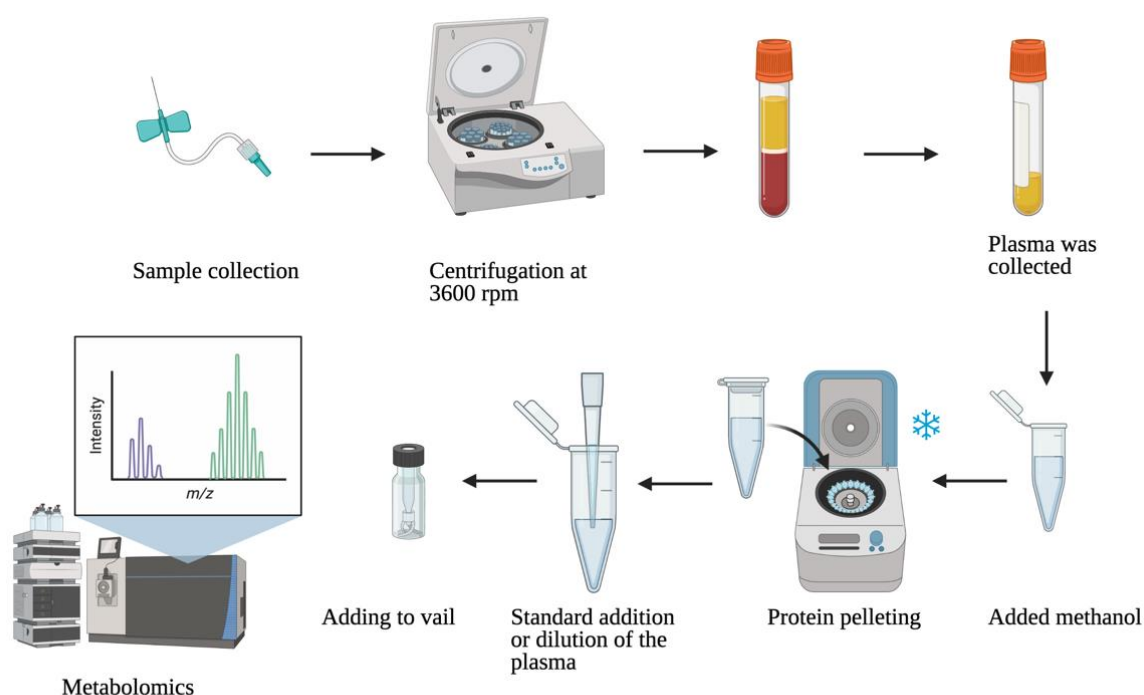 Sample collection
Centrifugation at
3600 rpm
Plasma was
collected
Added methanol
Protein pelleting
Standard addition
or dilution of the
plasma
Adding to vail
Intensity
m/z
Metabolomics